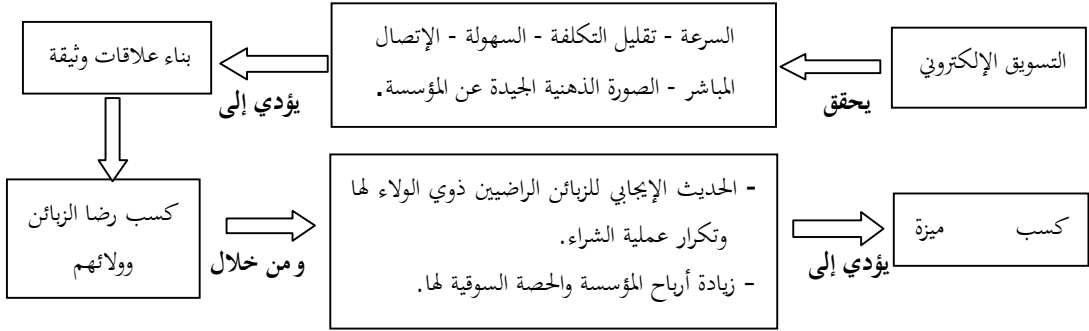 التسويق الإلكتروني
يحقق
السرعة - تقليل التكلفة - السهولة - الإتصال
المباشر - الصورة الذهنية الجيدة عن المؤسسة.
يؤدي إلى
بناء علاقات وثيقة
كسب رضا الزبائن
وولائهم
ومن خلال
- الحديث الإيجابي للزبائن الراضيين ذوي الولاء لها
وتكرار عملية الشراء.
- زيادة أرباح المؤسسة والحصة السوقية لها.
يؤدي إلى
كسب ميزة